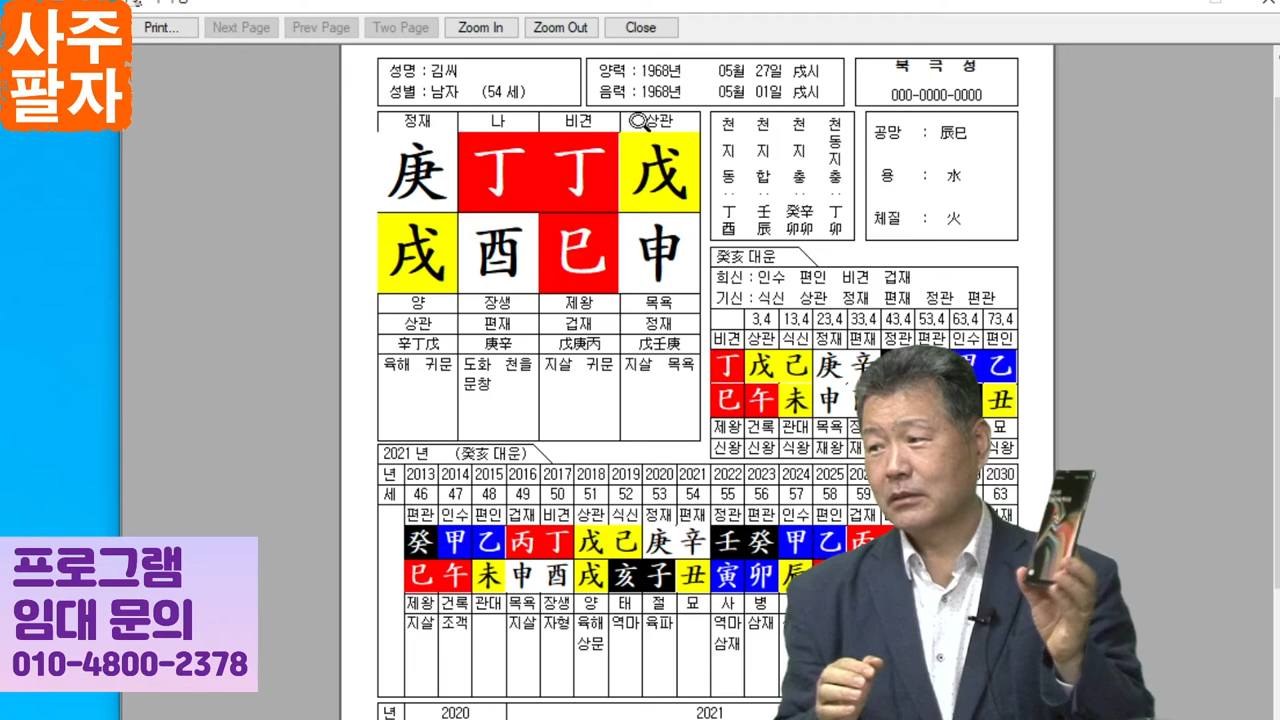 사주
팔자
Print...
Next Page
Prev Page
Two Page
Zoom In
Zoom Out
Close
성명 : 김씨
성별 : 남자 (54 세)
양력 : 1968년 05월 27일 戌시
음력 : 1968년 05월 01일 戌시
북 극 성
000-0000-0000
정재 나 비견 상관
庚 丁 丁 戊
戌 酉 巳 申
양 장생 제왕 목욕
상관 편재 겁재 정재
辛丁戊 庚辛 戊庚丙 戊壬庚
육해 귀문 도화 천을 지살 귀문 지살 목욕
문창
천 천 천 천
지 지 지 동
동 합 충 지
충
: : : :
丁 壬 癸辛 丁
酉 辰 卯卯 卯
공망 : 辰巳
용 : 水
체질 : 火
癸亥 대운
희신 : 인수 편인 비견 겁재
기신 : 식신 상관 정재 편재 정관 편관
3.4 13.4 23.4 33.4 43.4 53.4 63.4 73.4
비견 상관 식신 정재 편재 정관 편관 인수 편인
丁 戊 己 庚 辛 甲 乙
巳 午 未 申 丑
제왕 건록 관대 목욕 묘
신왕 신왕 식왕 재왕 식묘
2021 년 (癸亥 대운)
년 2013 2014 2015 2016 2017 2018 2019 2020 2021 2022 2023 2024 2025 2030
세 46 47 48 49 50 51 52 53 54 55 56 57 58 59 63
편관 인수 편인 겁재 비견 상관 식신 정재 편재 정관 편관 인수 편인 겁재
癸 甲 乙 丙 丁 戊 己 庚 辛 壬 癸 甲 乙 丙
巳 午 未 申 酉 戌 亥 子 丑 寅 卯 辰
제왕 건록 관대 목욕 장생 양 태 절 묘 사 병
지살 조객 지살 자형 육해 역마 육파 역마 삼재
상문 삼재
년 2020 2021
프로그램
임대 문의
010-4800-2378